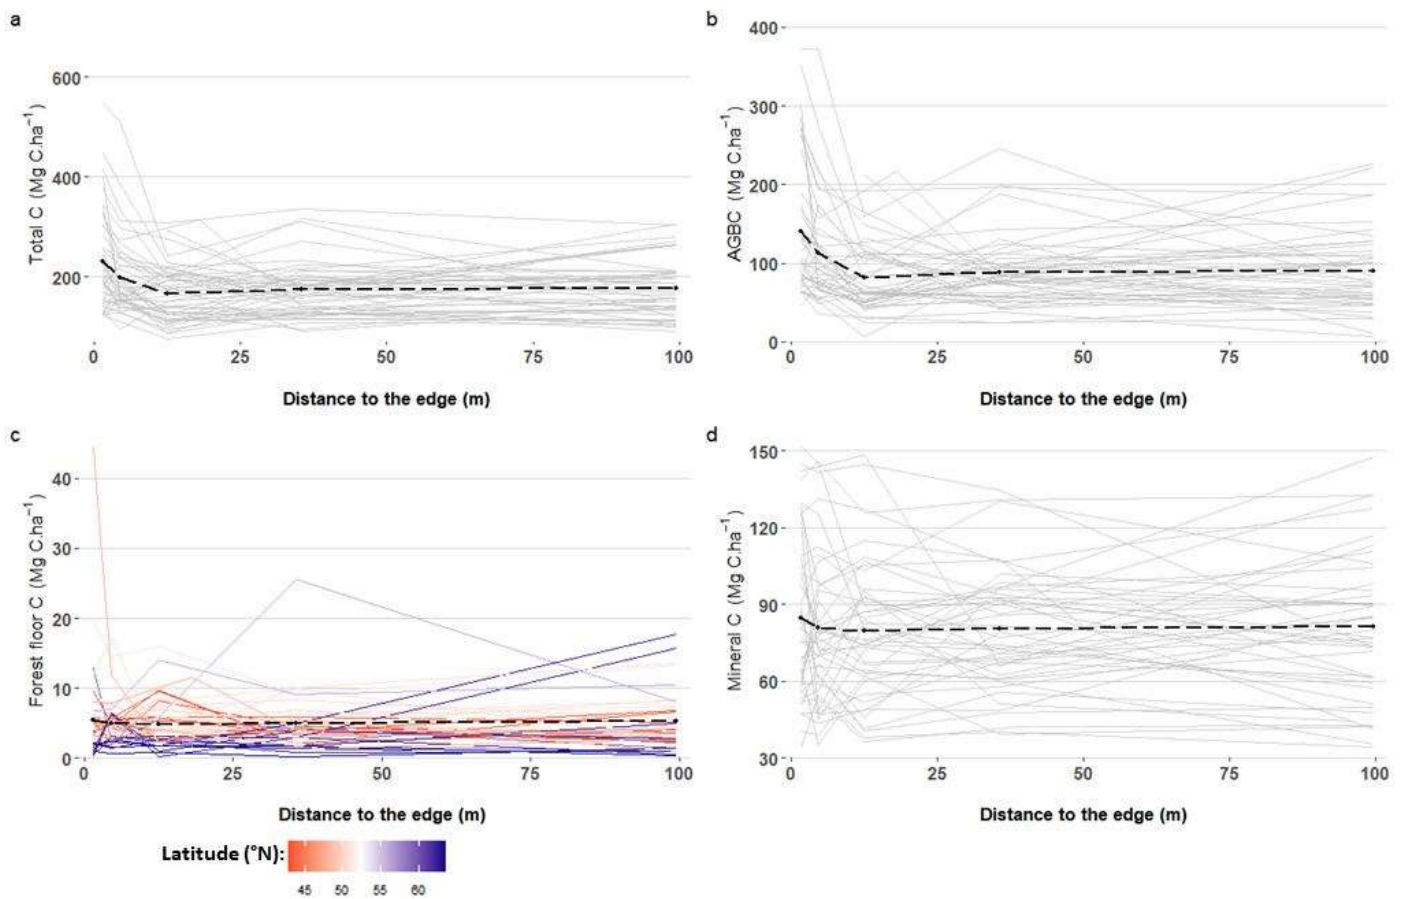 a
Total C (Mg C.ha⁻¹)
600
400
200
0 25 50 75 100
Distance to the edge (m)
b
AGBC (Mg C.ha⁻¹)
400
300
200
100
0
0 25 50 75 100
Distance to the edge (m)
c
Forest floor C (Mg C.ha⁻¹)
40
30
20
10
0
0 25 50 75 100
Distance to the edge (m)
Latitude (°N):
45 50 55 60
d
Mineral C (Mg C.ha⁻¹)
150
120
90
60
30
0 25 50 75 100
Distance to the edge (m)